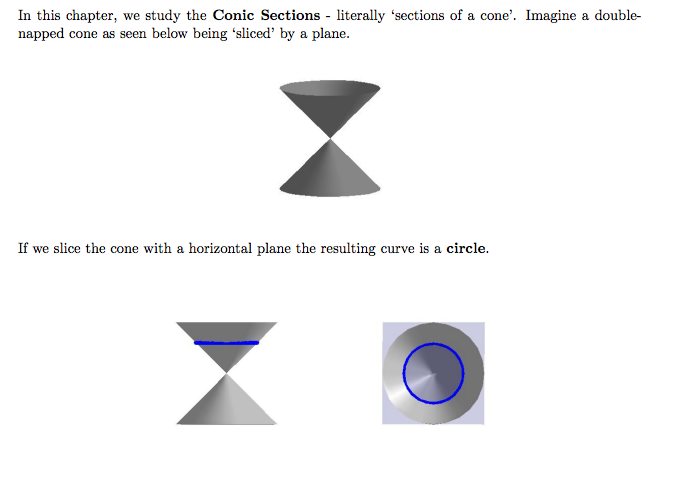 In this chapter, we study the Conic Sections - literally ‘sections of a cone’. Imagine a double-
napped cone as seen below being ‘sliced’ by a plane.
If we slice the cone with a horizontal plane the resulting curve is a circle.